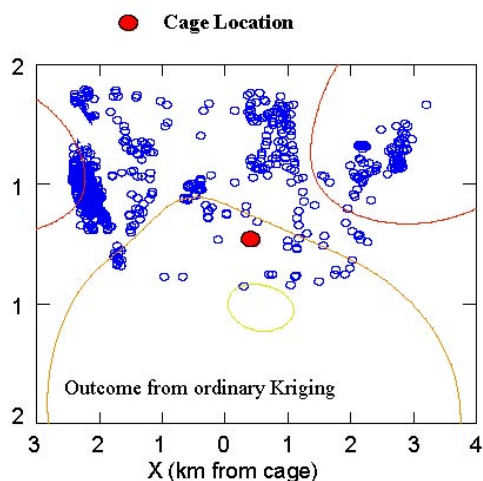 Cage Location
2
1
1
2
Outcome from ordinary Kriging
3 2 1 0 1 2 3 4
X (km from cage)